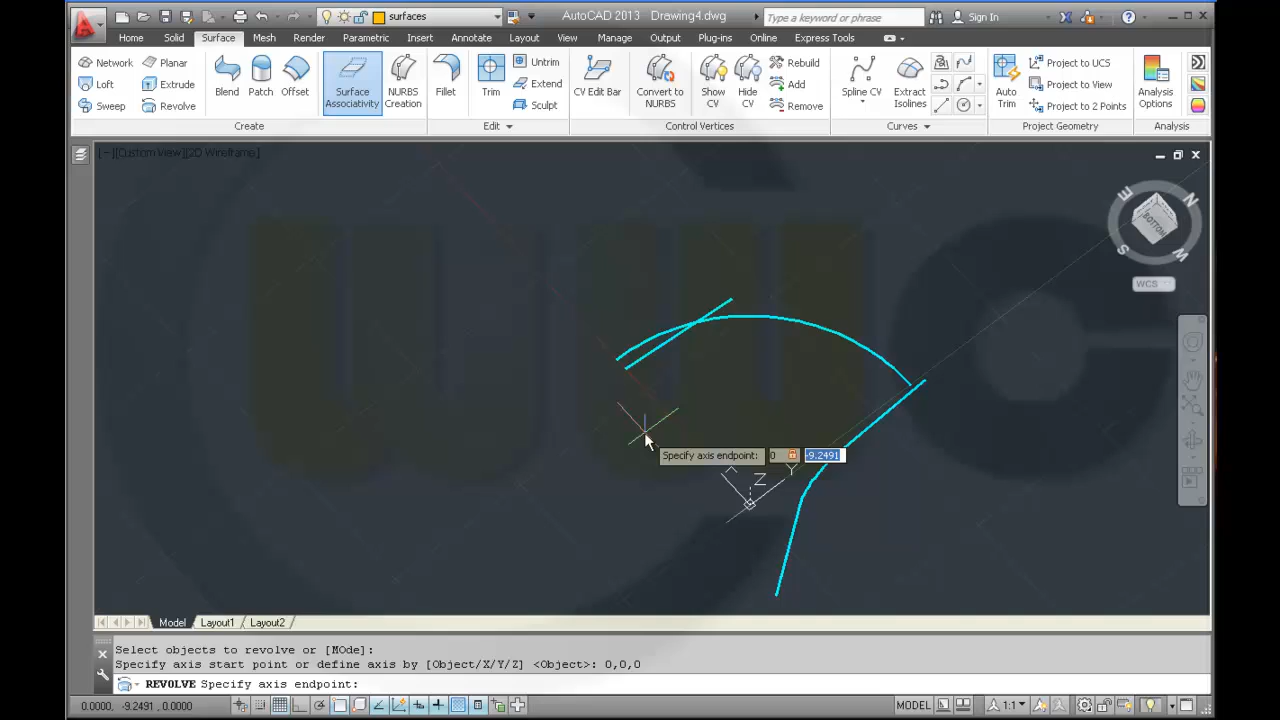 AutoCAD 2013 Drawing4.dwg
surfaces
Type a keyword or phrase
Sign In
Home Solid Surface Mesh Render Parametric Insert Annotate Layout View Manage Output Plug-ins Online Express Tools
Network Planar
Loft Extrude
Sweep Revolve
Blend Patch Offset
Surface Associativity
NURBS Creation
Fillet Trim
Untrim
Extend
Sculpt
CV Edit Bar
Convert to NURBS
Show CV
Hide CV
Rebuild
Add
Remove
Spline CV
Extract Isolines
Auto Trim
Project to UCS
Project to View
Project to 2 Points
Analysis Options
Create Edit Control Vertices Curves Project Geometry Analysis
[−][Custom View][2D Wireframe]
E N
BOTTOM
S W
WCS
Specify axis endpoint: 0 -9.2491
Y
Z
Model Layout1 Layout2
Select objects to revolve or [MOde]:
Specify axis start point or define axis by [Object/X/Y/Z] <Object>: 0,0,0
REVOLVE Specify axis endpoint:
0.0000, -9.2491 , 0.0000
MODEL
1:1